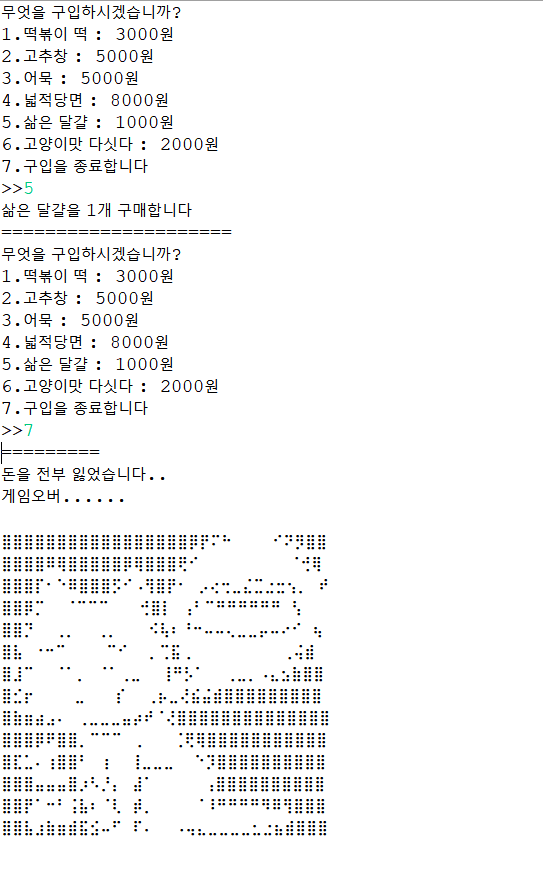 무엇을 구입하시겠습니까?
1.떡볶이 떡 : 3000원
2.고추창 : 5000원
3.어묵 : 5000원
4.넓적당면 : 8000원
5.삶은 달걀 : 1000원
6.고양이맛 다싯다 : 2000원
7.구입을 종료합니다
>>5
삶은 달걀을 1개 구매합니다
=====================
무엇을 구입하시겠습니까?
1.떡볶이 떡 : 3000원
2.고추창 : 5000원
3.어묵 : 5000원
4.넓적당면 : 8000원
5.삶은 달걀 : 1000원
6.고양이맛 다싯다 : 2000원
7.구입을 종료합니다
>>7
=========
돈을 전부 잃었습니다..
게임오버......